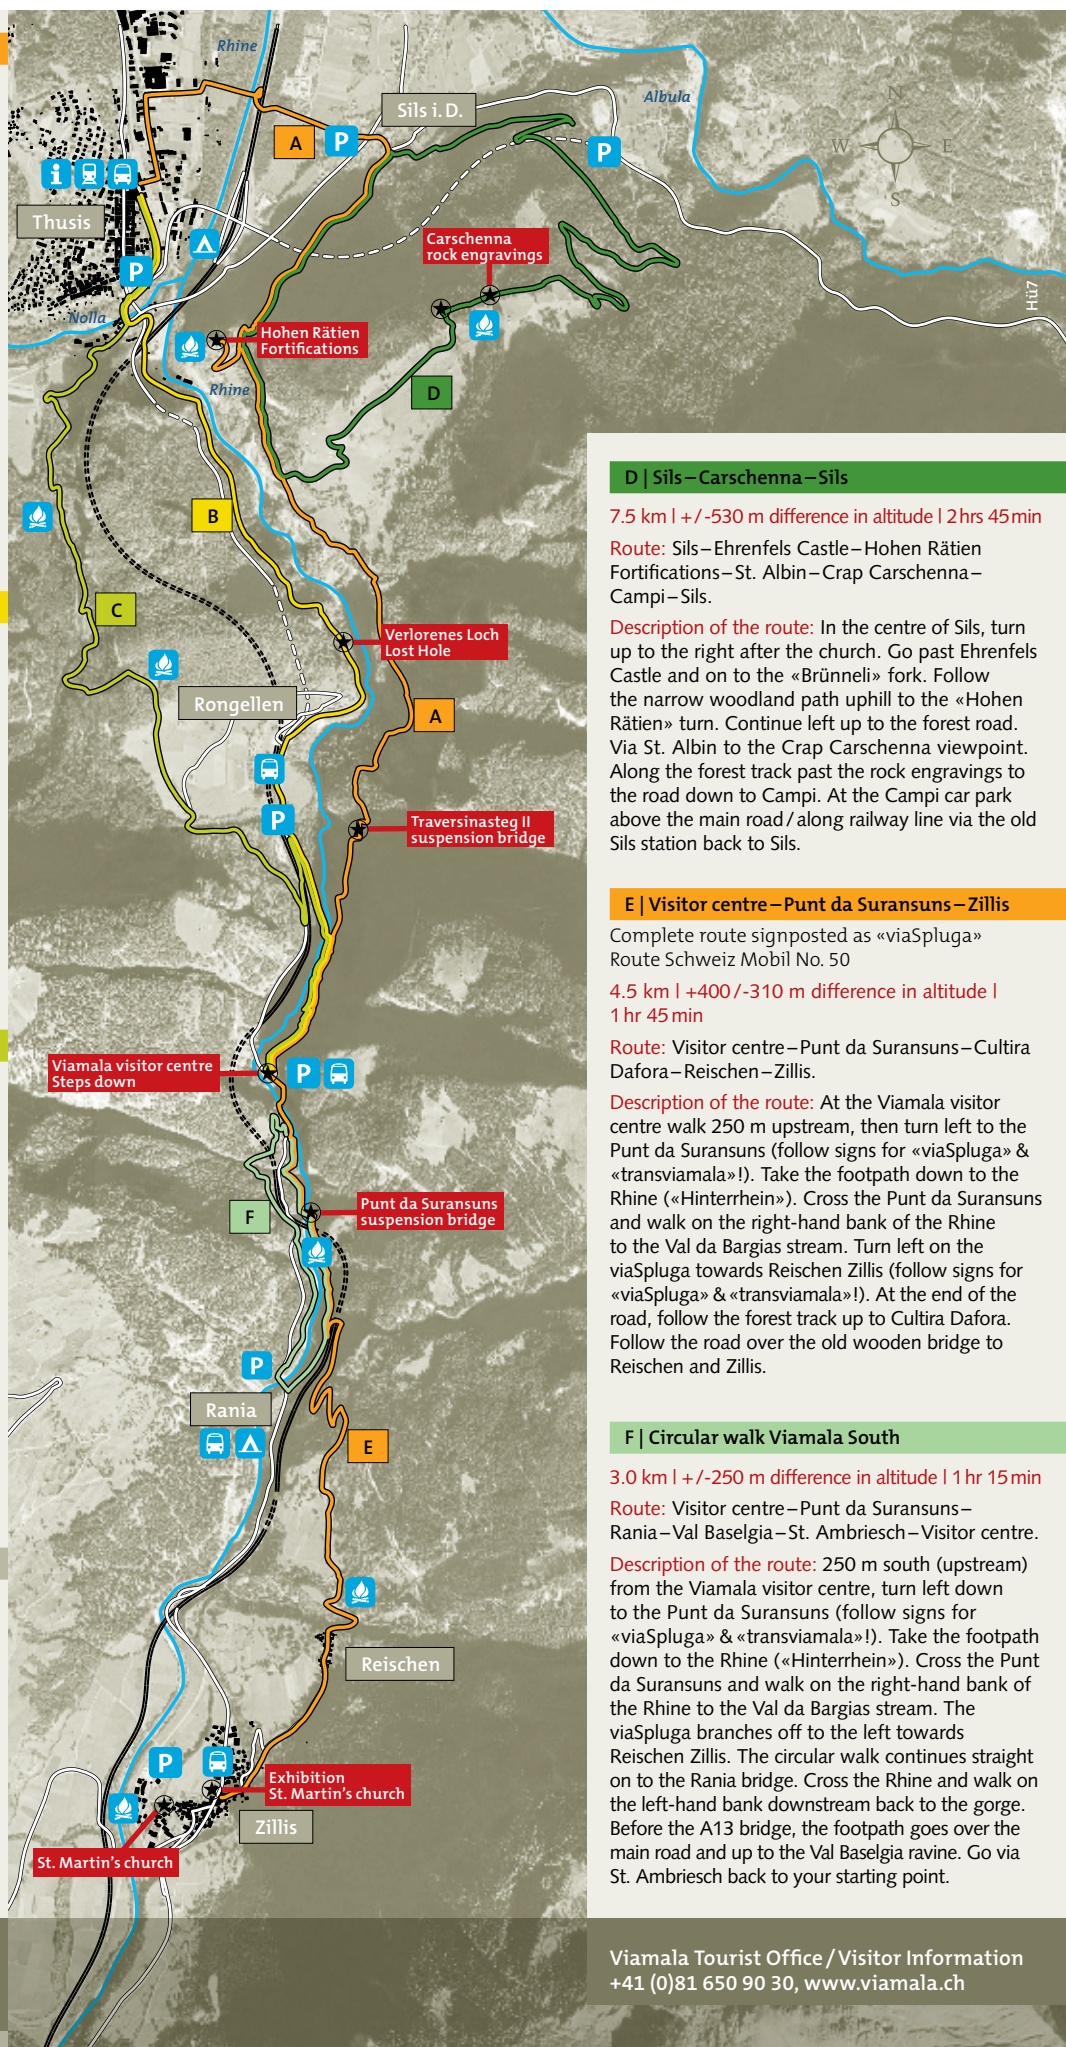 Rhine
Albula
Sils i. D.
N
W
E
S
A
P
P
Thusis
Carschenna
rock engravings
P
Hü7
Nolla
Hohen Rätien
Fortifications
Rhine
D
B
C
Verlorenes Loch
Lost Hole
Rongellen
A
P
Traversinasteg II
suspension bridge
Viamala visitor centre
Steps down
P
Punt da Suransuns
suspension bridge
F
P
Rania
E
Reischen
P
Exhibition
St. Martin's church
Zillis
St. Martin's church
D | Sils – Carschenna – Sils
7.5 km | +/-530 m difference in altitude | 2 hrs 45 min
Route: Sils – Ehrenfels Castle – Hohen Rätien
Fortifications – St. Albin – Crap Carschenna –
Campi – Sils.
Description of the route: In the centre of Sils, turn
up to the right after the church. Go past Ehrenfels
Castle and on to the «Brünneli» fork. Follow
the narrow woodland path uphill to the «Hohen
Rätien» turn. Continue left up to the forest road.
Via St. Albin to the Crap Carschenna viewpoint.
Along the forest track past the rock engravings to
the road down to Campi. At the Campi car park
above the main road / along railway line via the old
Sils station back to Sils.
E | Visitor centre – Punt da Suransuns – Zillis
Complete route signposted as «viaSpluga»
Route Schweiz Mobil No. 50
4.5 km | +400 /-310 m difference in altitude |
1 hr 45 min
Route: Visitor centre – Punt da Suransuns – Cultira
Dafora – Reischen – Zillis.
Description of the route: At the Viamala visitor
centre walk 250 m upstream, then turn left to the
Punt da Suransuns (follow signs for «viaSpluga» &
«transviamala»!). Take the footpath down to the
Rhine («Hinterrhein»). Cross the Punt da Suransuns
and walk on the right-hand bank of the Rhine
to the Val da Bargias stream. Turn left on the
viaSpluga towards Reischen Zillis (follow signs for
«viaSpluga» & «transviamala»!). At the end of the
road, follow the forest track up to Cultira Dafora.
Follow the road over the old wooden bridge to
Reischen and Zillis.
F | Circular walk Viamala South
3.0 km | +/-250 m difference in altitude | 1 hr 15 min
Route: Visitor centre – Punt da Suransuns –
Rania – Val Baselgia – St. Ambriesch – Visitor centre.
Description of the route: 250 m south (upstream)
from the Viamala visitor centre, turn left down
to the Punt da Suransuns (follow signs for
«viaSpluga» & «transviamala»!). Take the footpath
down to the Rhine («Hinterrhein»). Cross the Punt
da Suransuns and walk on the right-hand bank of
the Rhine to the Val da Bargias stream. The
viaSpluga branches off to the left towards
Reischen Zillis. The circular walk continues straight
on to the Rania bridge. Cross the Rhine and walk on
the left-hand bank downstream back to the gorge.
Before the A13 bridge, the footpath goes over the
main road and up to the Val Baselgia ravine. Go via
St. Ambriesch back to your starting point.
Viamala Tourist Office / Visitor Information
+41 (0)81 650 90 30, www.viamala.ch